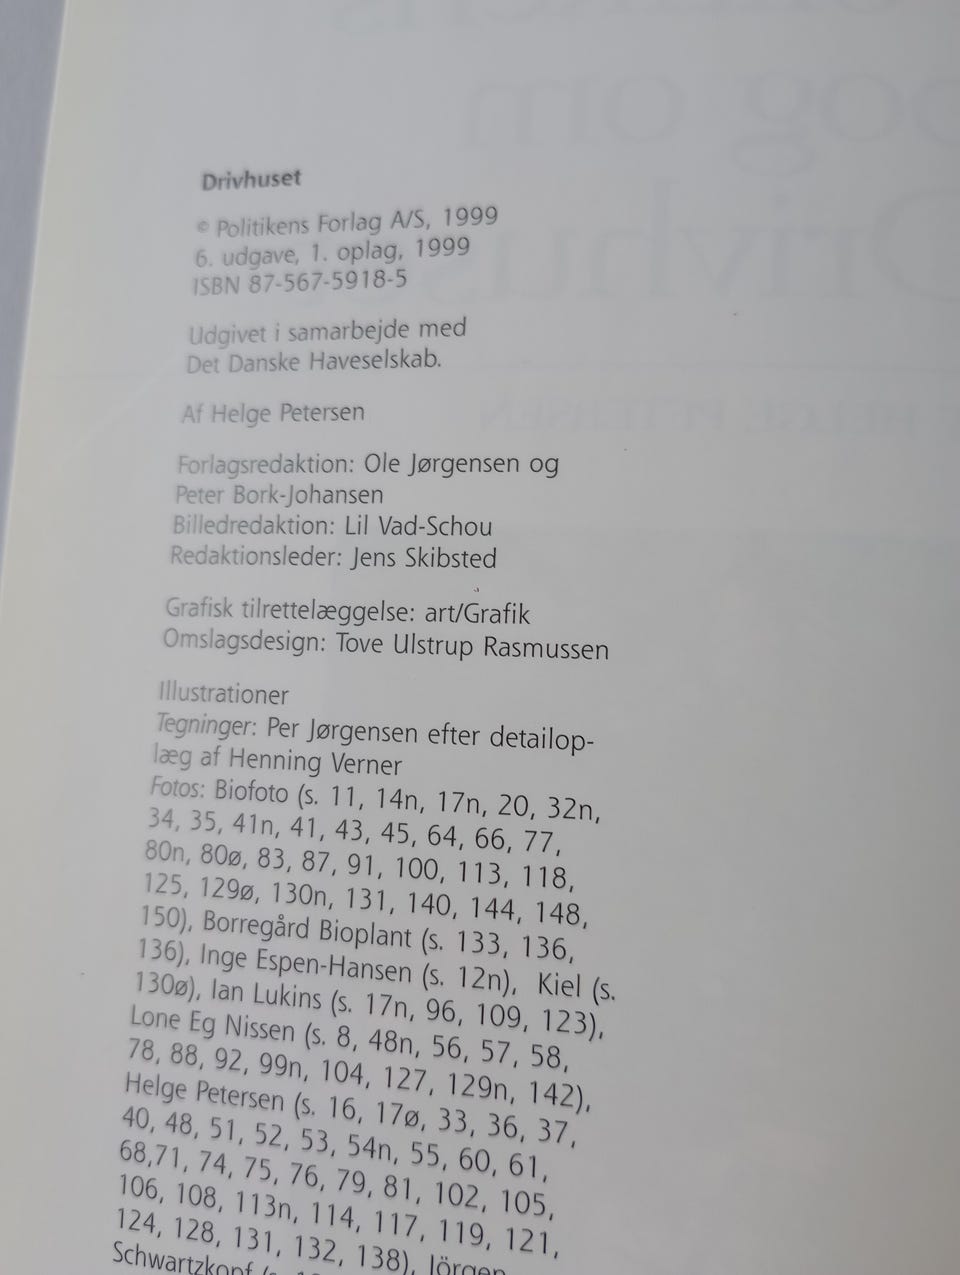 Drivhuset
© Politikens Forlag A/S, 1999
6. udgave, 1. oplag, 1999
ISBN 87-567-5918-5
Udgivet i samarbejde med
Det Danske Haveselskab.
Af Helge Petersen
Forlagsredaktion: Ole Jørgensen og
Peter Bork-Johansen
Billedredaktion: Lil Vad-Schou
Redaktionsleder: Jens Skibsted
Grafisk tilrettelæggelse: art/Grafik
Omslagsdesign: Tove Ulstrup Rasmussen
Illustrationer
Tegninger: Per Jørgensen efter detailop-
læg af Henning Verner
Fotos: Biofoto (s. 11, 14n, 17n, 20, 32n,
34, 35, 41n, 41, 43, 45, 64, 66, 77,
80n, 80ø, 83, 87, 91, 100, 113, 118,
125, 129ø, 130n, 131, 140, 144, 148,
150), Borregård Bioplant (s. 133, 136,
136), Inge Espen-Hansen (s. 12n), Kiel (s.
130ø), Ian Lukins (s. 17n, 96, 109, 123),
Lone Eg Nissen (s. 8, 48n, 56, 57, 58,
78, 88, 92, 99n, 104, 127, 129n, 142),
Helge Petersen (s. 16, 17ø, 33, 36, 37,
40, 48, 51, 52, 53, 54n, 55, 60, 61,
68,71, 74, 75, 76, 79, 81, 102, 105,
106, 108, 113n, 114, 117, 119, 121,
124, 128, 131, 132, 138), Jörgen
Schwartzkopf (s.